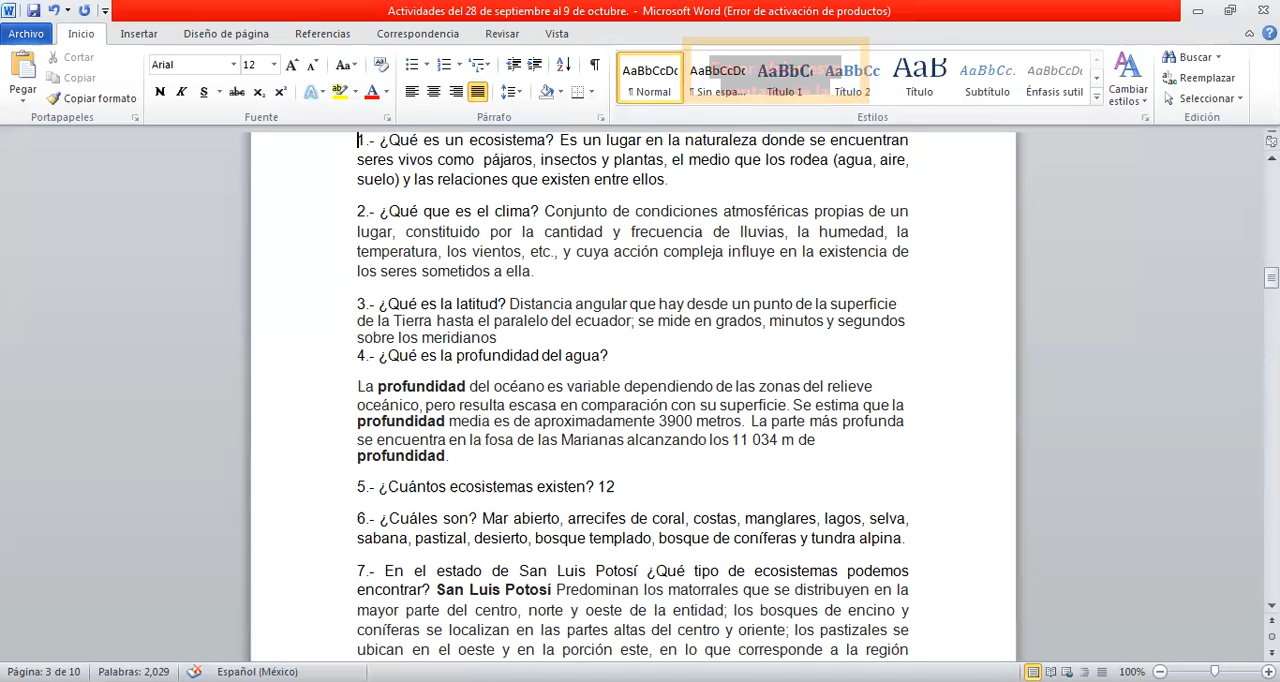 Actividades del 28 de septiembre al 9 de octubre. - Microsoft Word (Error de activación de productos)
Archivo Inicio Insertar Diseño de página Referencias Correspondencia Revisar Vista
Pegar
Cortar
Copiar
Copiar formato
Portapapeles
Arial 12
Fuente
Párrafo
AaBbCcDc AaBbCcDc AaBbC AaBbCc AaB AaBbCc. AaBbCcDc
¶ Normal ¶ Sin espa... Título 1 Título 2 Título Subtítulo Énfasis sutil
Cambiar estilos
Estilos
Buscar
Reemplazar
Seleccionar
Edición
1.- ¿Qué es un ecosistema? Es un lugar en la naturaleza donde se encuentran
seres vivos como pájaros, insectos y plantas, el medio que los rodea (agua, aire,
suelo) y las relaciones que existen entre ellos.
2.- ¿Qué que es el clima? Conjunto de condiciones atmosféricas propias de un
lugar, constituido por la cantidad y frecuencia de lluvias, la humedad, la
temperatura, los vientos, etc., y cuya acción compleja influye en la existencia de
los seres sometidos a ella.
3.- ¿Qué es la latitud? Distancia angular que hay desde un punto de la superficie
de la Tierra hasta el paralelo del ecuador; se mide en grados, minutos y segundos
sobre los meridianos
4.- ¿Qué es la profundidad del agua?
La profundidad del océano es variable dependiendo de las zonas del relieve
oceánico, pero resulta escasa en comparación con su superficie. Se estima que la
profundidad media es de aproximadamente 3900 metros. La parte más profunda
se encuentra en la fosa de las Marianas alcanzando los 11 034 m de
profundidad.
5.- ¿Cuántos ecosistemas existen? 12
6.- ¿Cuáles son? Mar abierto, arrecifes de coral, costas, manglares, lagos, selva,
sabana, pastizal, desierto, bosque templado, bosque de coníferas y tundra alpina.
7.- En el estado de San Luis Potosí ¿Qué tipo de ecosistemas podemos
encontrar? San Luis Potosí Predominan los matorrales que se distribuyen en la
mayor parte del centro, norte y oeste de la entidad; los bosques de encino y
coníferas se localizan en las partes altas del centro y oriente; los pastizales se
ubican en el oeste y en la porción este, en lo que corresponde a la región
Página: 3 de 10 Palabras: 2,029 Español (México) 100%